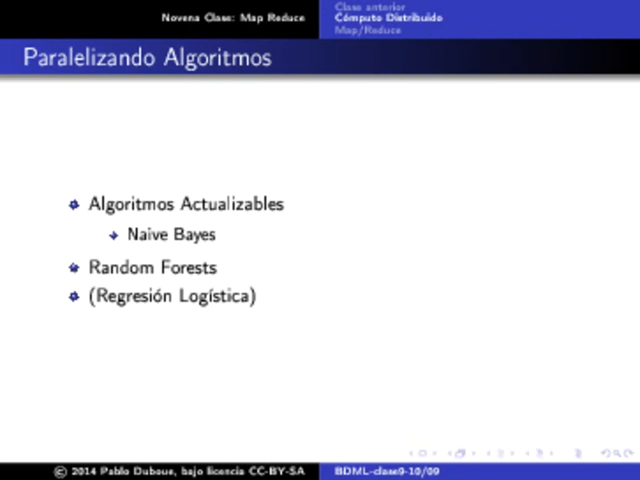 Novena Clase: Map Reduce
Clase anterior
Cómputo Distribuido
Map/Reduce
Paralelizando Algoritmos
Algoritmos Actualizables
Naive Bayes
Random Forests
(Regresión Logística)
© 2014 Pablo Duboue, bajo licencia CC-BY-SA
BDML-clase9-10/09